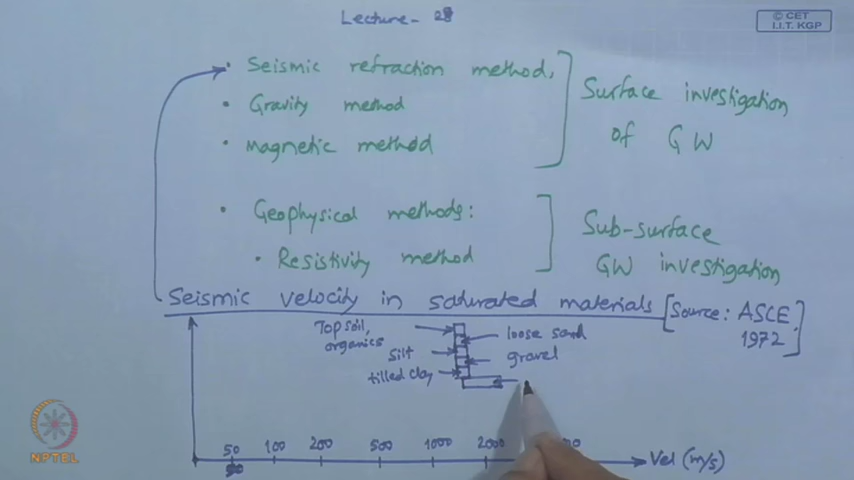 Lecture - 28
© CET
I.I.T. KGP
• Seismic refraction method,
• Gravity method
• Magnetic method
Surface investigation
of GW
• Geophysical methods:
• Resistivity method
Sub-surface
GW investigation
Seismic velocity in saturated materials [Source: ASCE
1972]
Top soil,
organics
loose sand
silt
gravel
tilled clay
50 100 200 500 1000 2000
50
Vel (m/s)
NPTEL